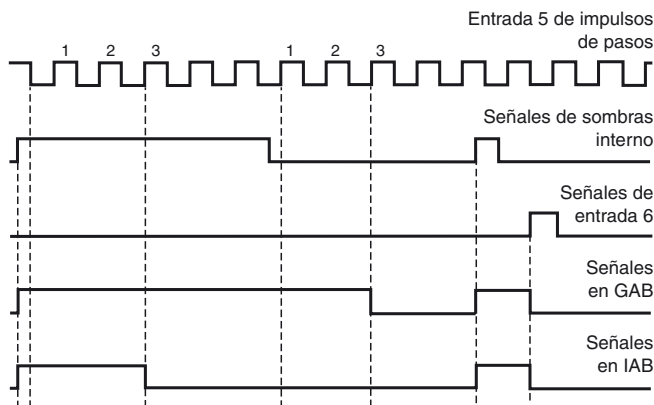 Entrada 5 de impulsos
de pasos
1 2 3 1 2 3
Señales de sombras
interno
Señales de
entrada 6
Señales
en GAB
Señales
en IAB